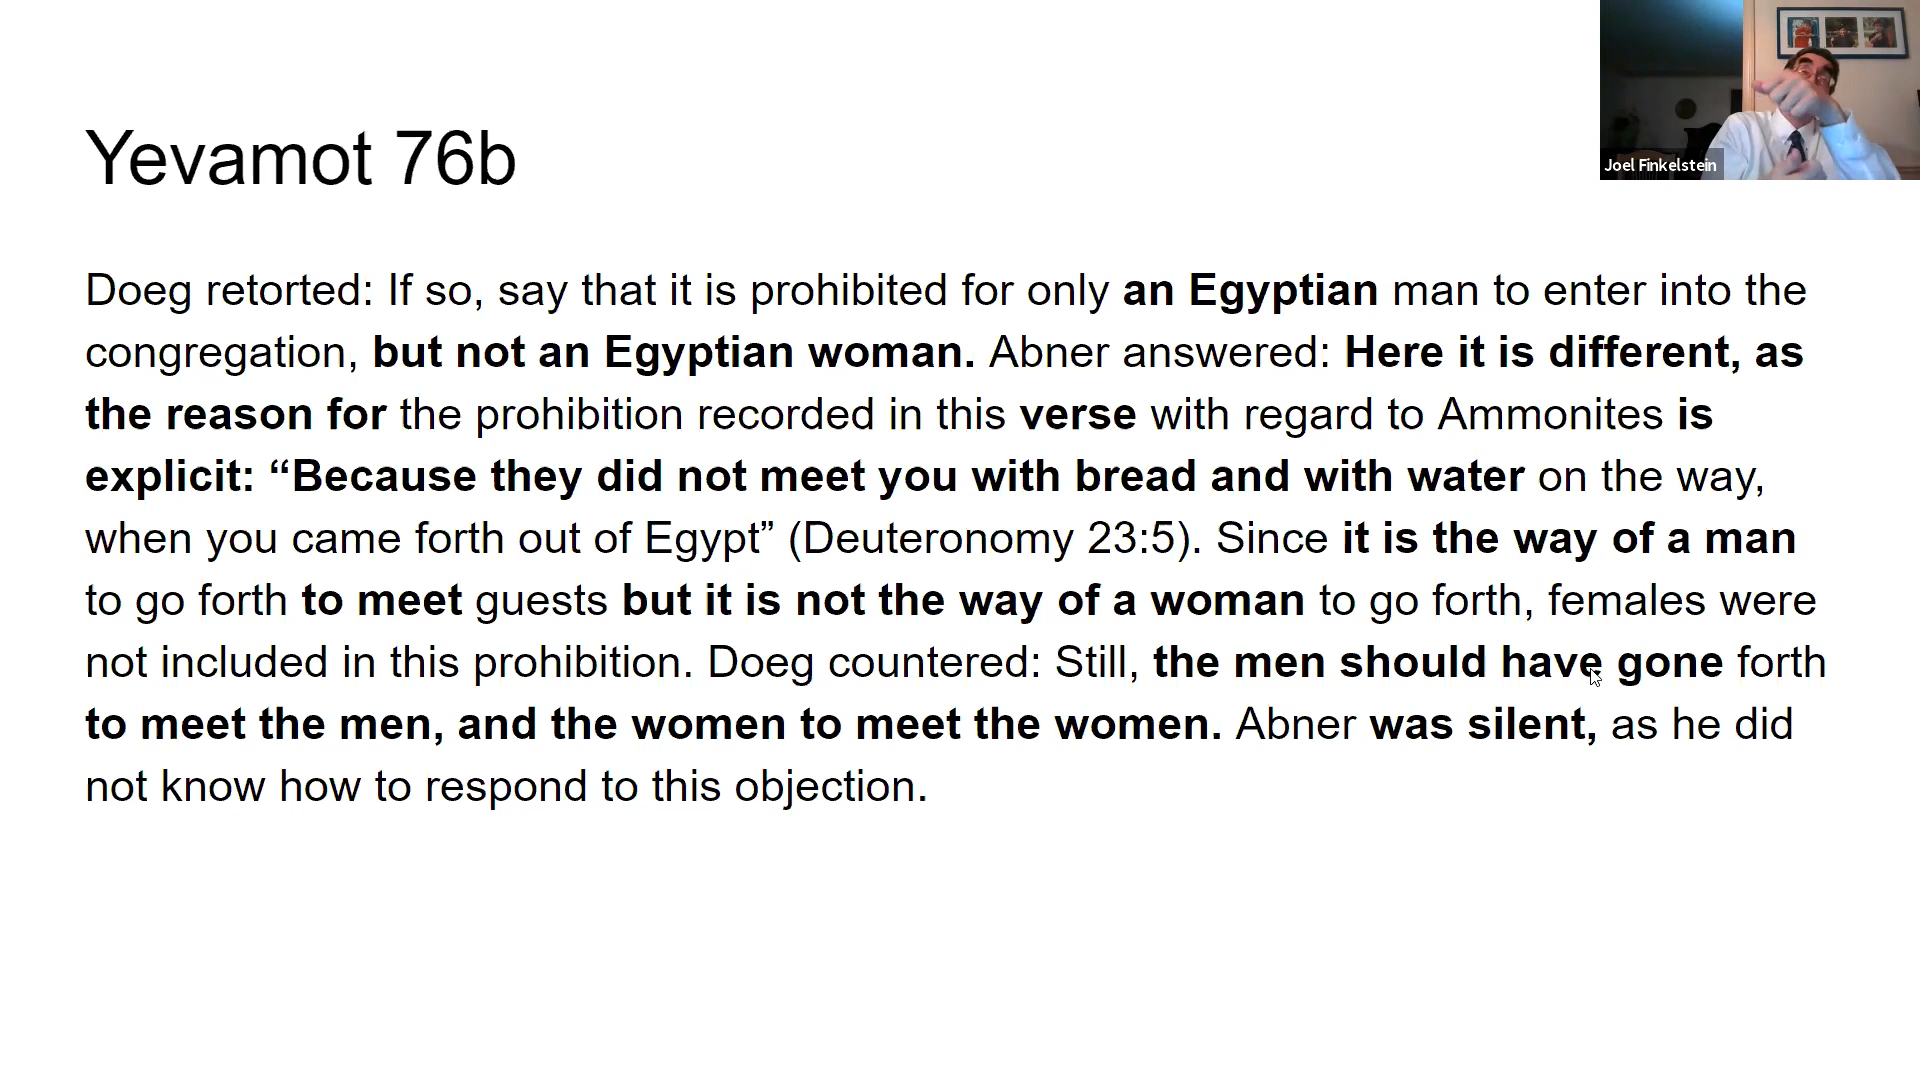 Yevamot 76b
Joel Finkelstein
Doeg retorted: If so, say that it is prohibited for only an Egyptian man to enter into the
congregation, but not an Egyptian woman. Abner answered: Here it is different, as
the reason for the prohibition recorded in this verse with regard to Ammonites is
explicit: “Because they did not meet you with bread and with water on the way,
when you came forth out of Egypt” (Deuteronomy 23:5). Since it is the way of a man
to go forth to meet guests but it is not the way of a woman to go forth, females were
not included in this prohibition. Doeg countered: Still, the men should have gone forth
to meet the men, and the women to meet the women. Abner was silent, as he did
not know how to respond to this objection.